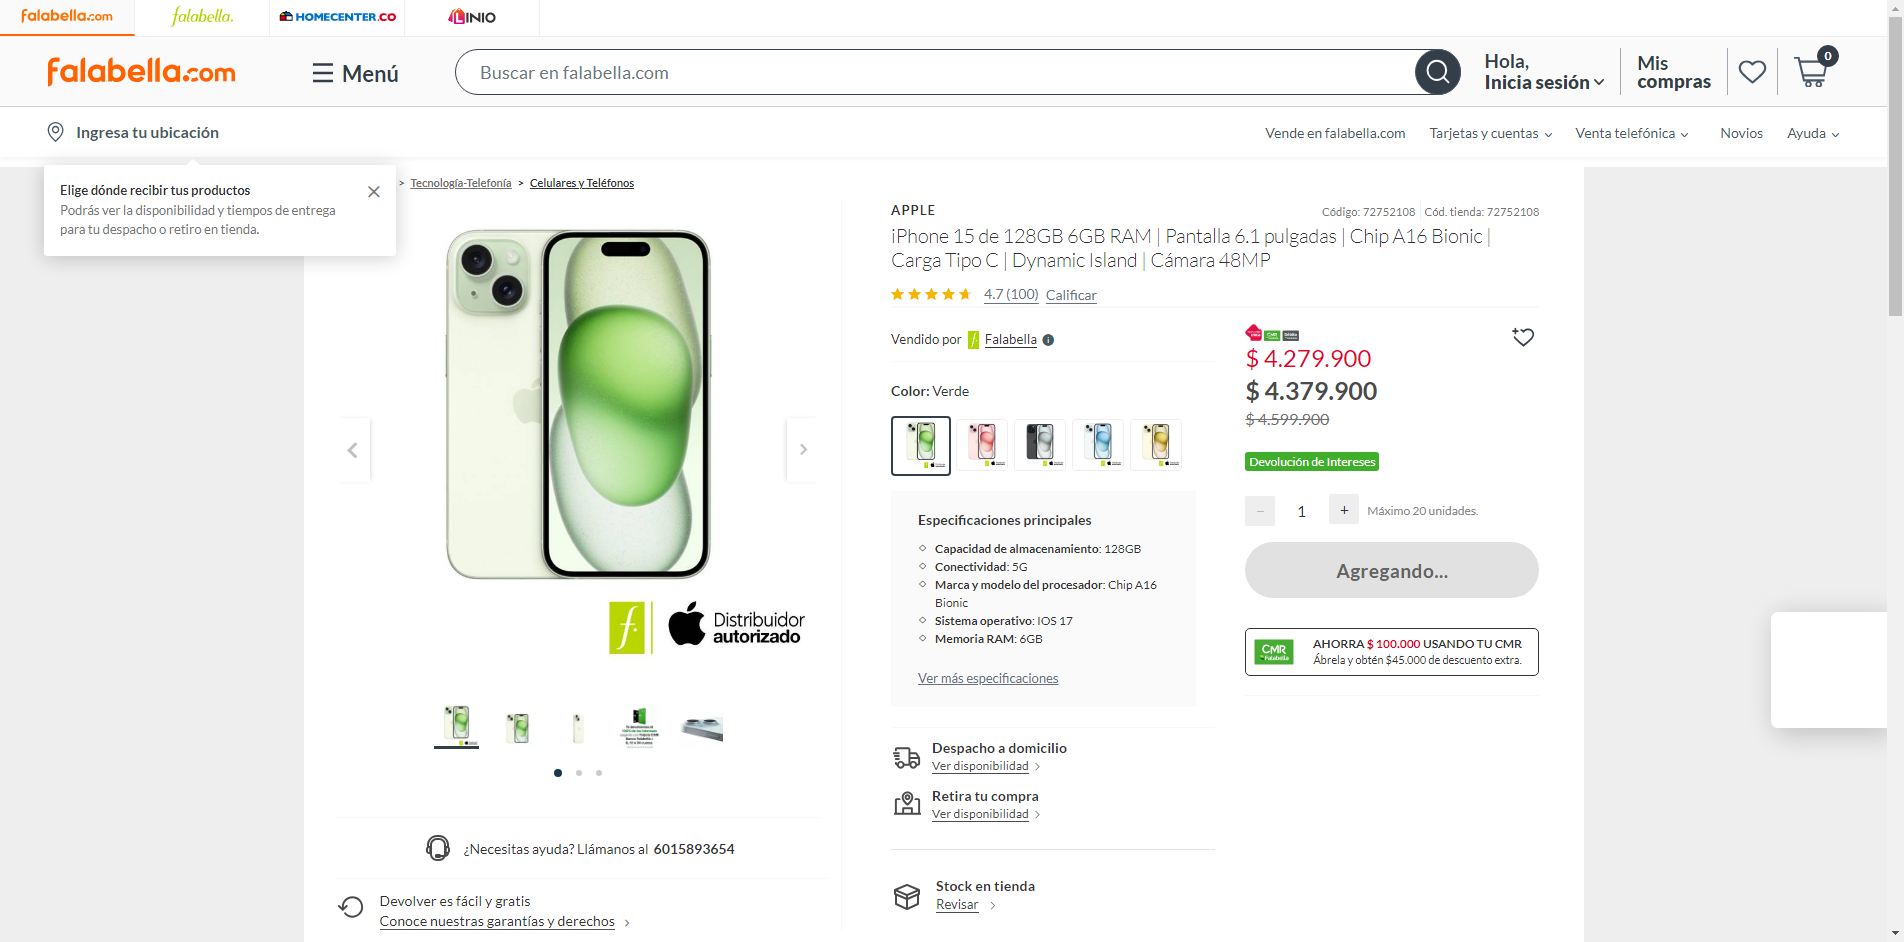 falabella.com
falabella.
HOMECENTER.CO
LINIO
falabella.com
Menú
Buscar en falabella.com
Hola,
Inicia sesión
Mis
compras
0
Ingresa tu ubicación
Vende en falabella.com
Tarjetas y cuentas
Venta telefónica
Novios
Ayuda
Elige dónde recibir tus productos
Podrás ver la disponibilidad y tiempos de entrega
para tu despacho o retiro en tienda.
> Tecnología-Telefonía > Celulares y Teléfonos
APPLE
Código: 72752108 Cód. tienda: 72752108
iPhone 15 de 128GB 6GB RAM | Pantalla 6.1 pulgadas | Chip A16 Bionic |
Carga Tipo C | Dynamic Island | Cámara 48MP
4.7 (100) Calificar
Vendido por f. Falabella
Color: Verde
CMR
$ 4.279.900
$ 4.379.900
$ 4.599.900
Devolución de Intereses
− 1 + Máximo 20 unidades.
Agregando...
CMR
Falabella
AHORRA $ 100.000 USANDO TU CMR
Ábrela y obtén $45.000 de descuento extra.
Especificaciones principales
Capacidad de almacenamiento: 128GB
Conectividad: 5G
Marca y modelo del procesador: Chip A16
Bionic
Sistema operativo: IOS 17
Memoria RAM: 6GB
Ver más especificaciones
f.
Distribuidor
autorizado
Despacho a domicilio
Ver disponibilidad
Retira tu compra
Ver disponibilidad
Stock en tienda
Revisar
¿Necesitas ayuda? Llámanos al 6015893654
Devolver es fácil y gratis
Conoce nuestras garantías y derechos